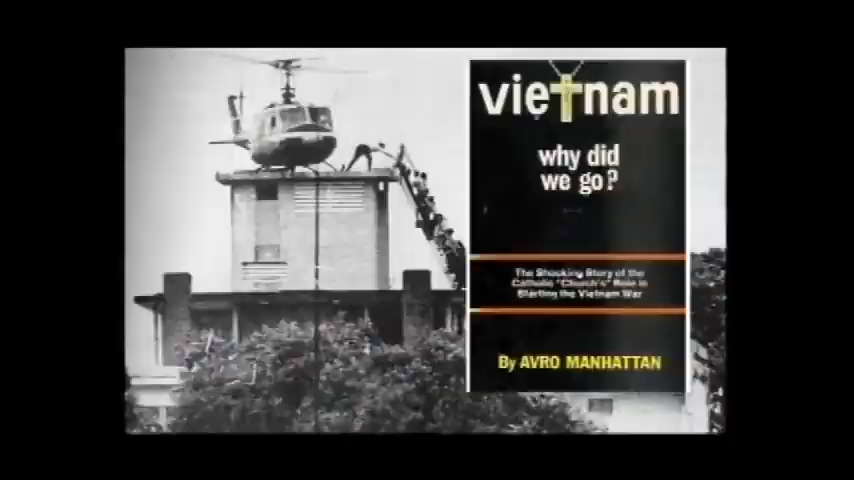 vietnam
why did
we go?
The Shocking Story of the
Catholic "Church's" Role in
Starting the Vietnam War
By AVRO MANHATTAN